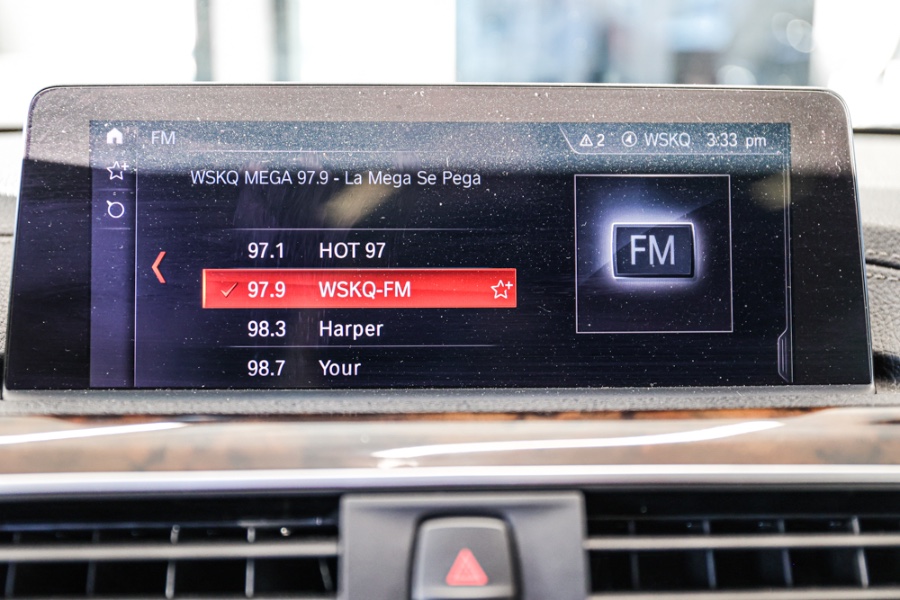 FM 2 WSKQ 3:33 pm
WSKQ MEGA 97.9 - La Mega Se Pega
97.1 HOT 97
97.9 WSKQ-FM
98.3 Harper
98.7 Your
FM